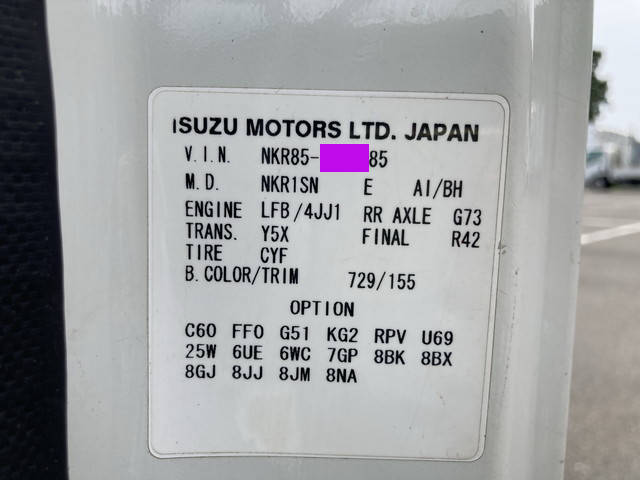 ISUZU MOTORS LTD. JAPAN
V.I.N. NKR85- 85
M.D. NKR1SN E AI/BH
ENGINE LFB/4JJ1 RR AXLE G73
TRANS. Y5X FINAL R42
TIRE CYF
B.COLOR/TRIM 729/155
OPTION
C60 FF0 G51 KG2 RPV U69
25W 6UE 6WC 7GP 8BK 8BX
8GJ 8JJ 8JM 8NA